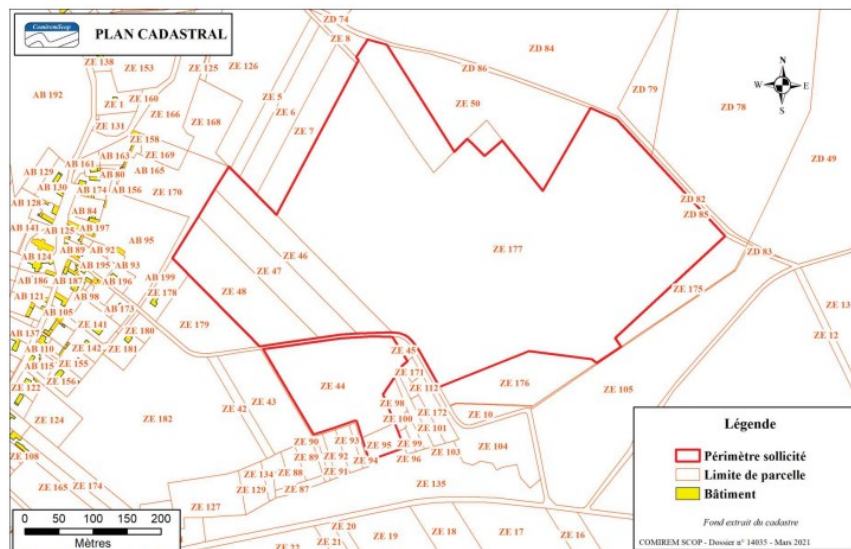 ComiremScop
PLAN CADASTRAL
ZD 74
ZE 8
ZD 84
ZD 86
ZD 79
ZD 78
ZD 49
ZE 138
ZE 153
ZE 125
ZE 126
AB 192
ZE 1
ZE 160
ZE 166
ZE 131
ZE 168
ZE 5
ZE 6
ZE 7
ZE 50
N
W E
S
ZE 158
AB 163
ZE 169
AB 161
AB 165
AB 129
AB 80
AB 130
AB 174
AB 156
ZE 170
AB 128
AB 84
AB 141
AB 125
AB 197
AB 95
AB 124
AB 89
AB 92
AB 195
AB 93
AB 186
AB 187
AB 196
AB 199
AB 121
AB 98
ZE 178
AB 105
AB 173
AB 137
ZE 141
ZE 180
ZE 179
AB 110
ZE 142
ZE 181
AB 115
ZE 155
ZE 122
ZE 156
ZD 82
ZD 85
ZD 83
ZE 177
ZE 46
ZE 47
ZE 48
ZE 175
ZE 13
ZE 12
ZE 45
ZE 171
ZE 44
ZE 112
ZE 176
ZE 105
ZE 43
ZE 42
ZE 98
ZE 172
ZE 100
ZE 101
ZE 10
ZE 124
ZE 182
ZE 90
ZE 93
ZE 95
ZE 99
ZE 89
ZE 92
ZE 94
ZE 96
ZE 103
ZE 104
ZE 108
ZE 134
ZE 88
ZE 91
ZE 165
ZE 174
ZE 129
ZE 87
ZE 135
ZE 127
ZE 20
ZE 19
ZE 18
ZE 17
ZE 16
ZE 21
ZE 22
0 50 100 150 200
Mètres
Légende
Périmètre sollicité
Limite de parcelle
Bâtiment
Fond extrait du cadastre
COMIREM SCOP - Dossier n° 14035 - Mars 2021